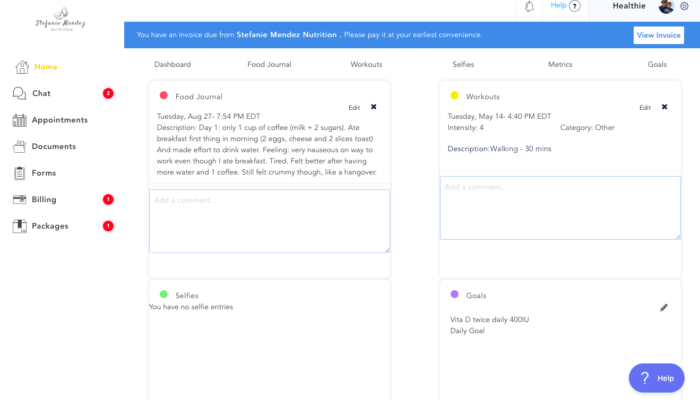 Stefanie Mendez
NUTRITION
Help ?
Healthie
You have an invoice due from Stefanie Mendez Nutrition . Please pay it at your earliest convenience.
View Invoice
Home
Chat 2
Appointments
Documents
Forms
Billing 1
Packages 1
Dashboard Food Journal Workouts Selfies Metrics Goals
Food Journal
Edit ✖
Tuesday, Aug 27- 7:54 PM EDT
Description: Day 1: only 1 cup of coffee (milk + 2 sugars). Ate
breakfast first thing in morning (2 eggs, cheese and 2 slices toast)
And made effort to drink water. Feeling: very nauseous on way to
work even though I ate breakfast. Tired. Felt better after having
more water and 1 coffee. Still felt crummy though, like a hangover.
Add a comment...
Workouts
Edit ✖
Tuesday, May 14- 4:40 PM EDT
Intensity: 4 Category: Other
Description:Walking - 30 mins
Add a comment...
Selfies
You have no selfie entries
Goals
Vita D twice daily 400IU
Daily Goal
? Help